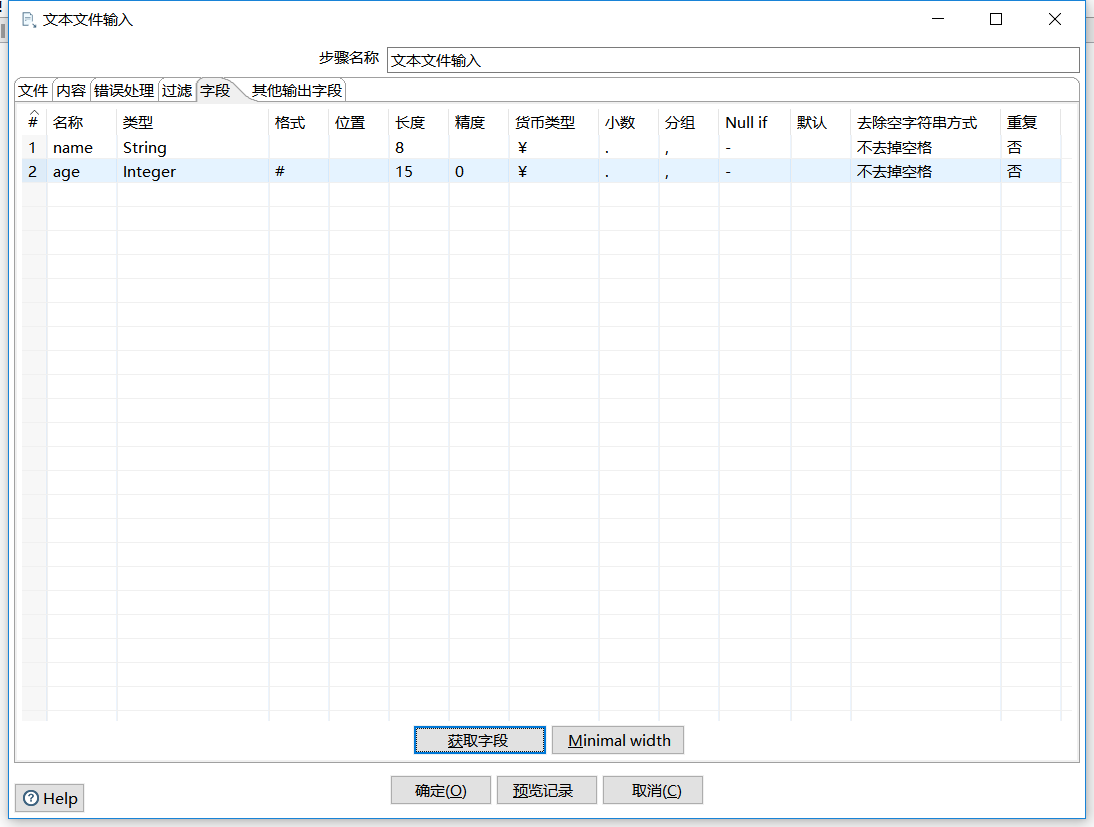 文本文件输入
步骤名称 文本文件输入
文件 内容 错误处理 过滤 字段 其他输出字段
# 名称 类型 格式 位置 长度 精度 货币类型 小数 分组 Null if 默认 去除空字符串方式 重复
1 name String 8 ¥ . , - 不去掉空格 否
2 age Integer # 15 0 ¥ . , - 不去掉空格 否
获取字段 Minimal width
确定(O) 预览记录 取消(C)
Help